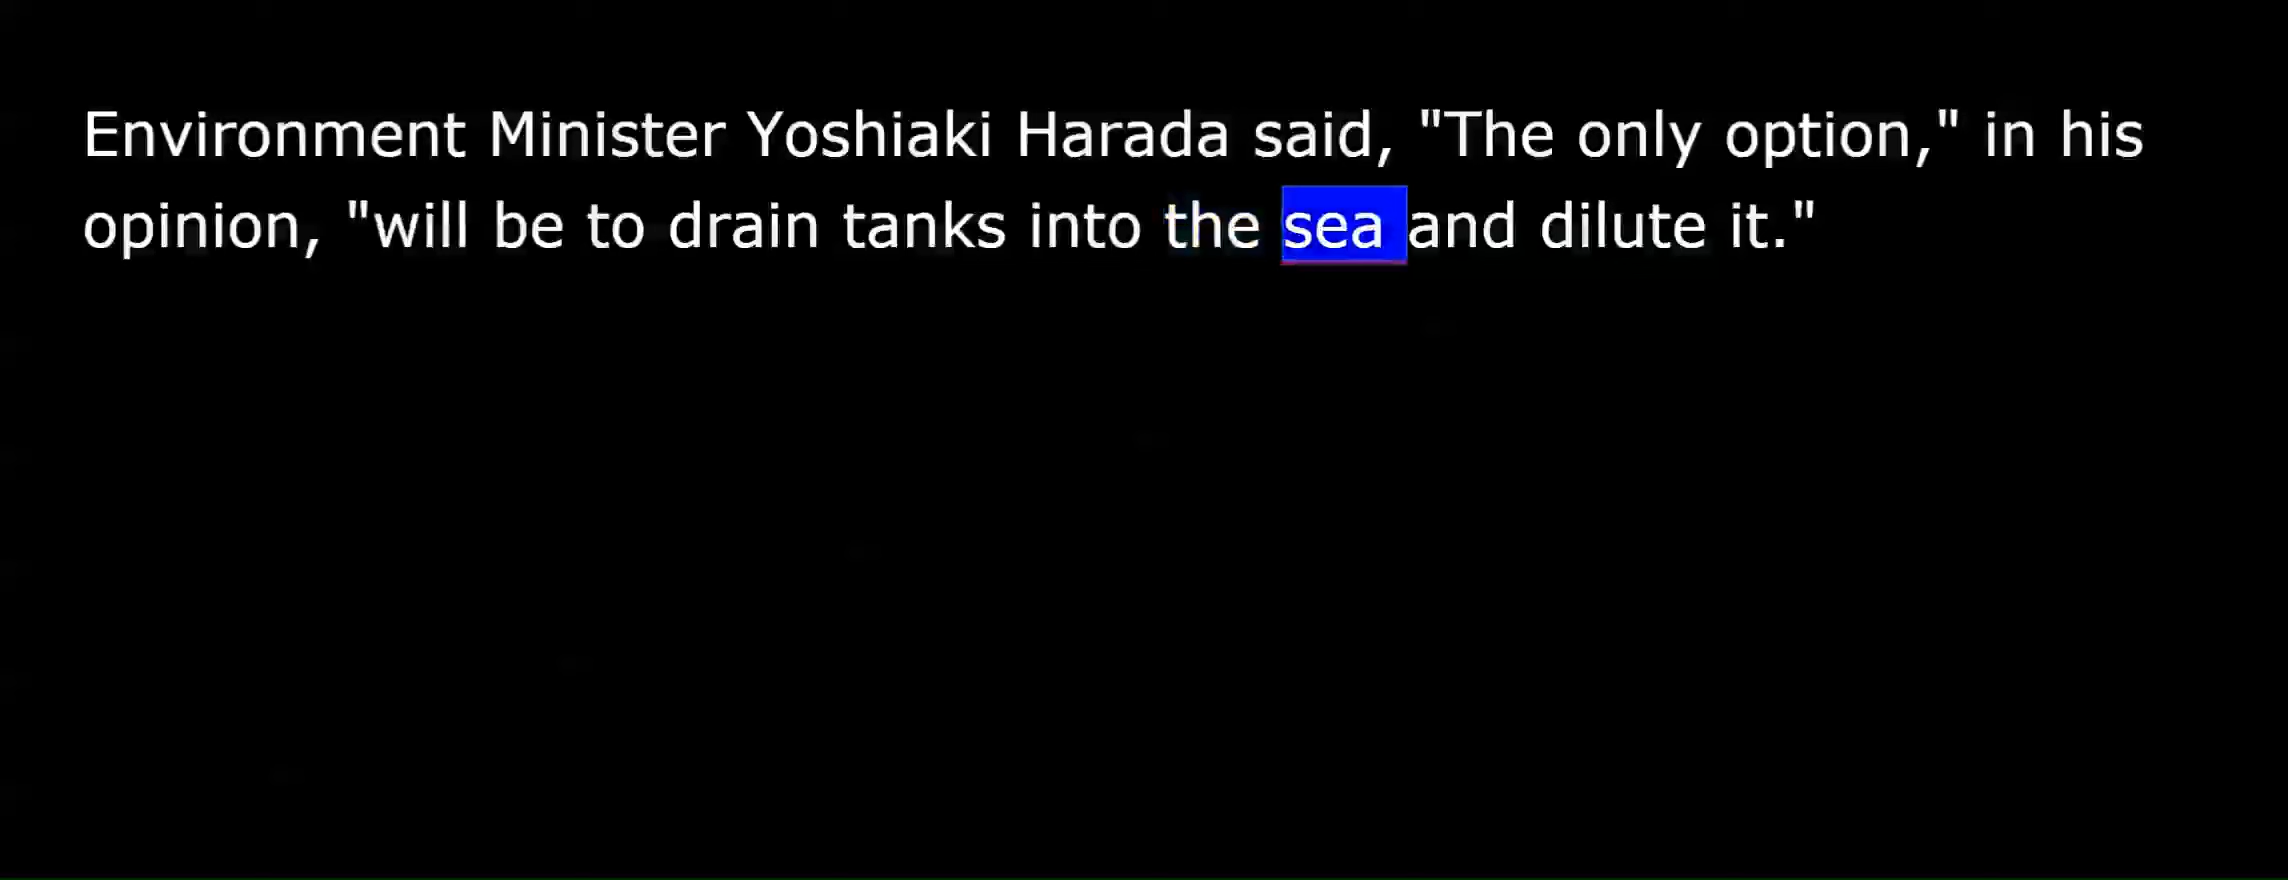 Environment Minister Yoshiaki Harada said, "The only option," in his
opinion, "will be to drain tanks into the sea and dilute it."